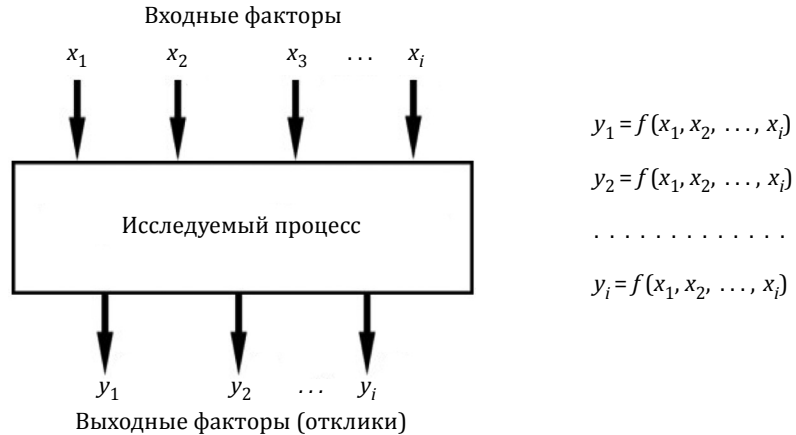 Входные факторы
x₁ x₂ x₃ ... xᵢ
y₁ = f (x₁, x₂, ..., xᵢ)
y₂ = f (x₁, x₂, ..., xᵢ)
Исследуемый процесс
. . . . . . . . . . . . .
yᵢ = f (x₁, x₂, ..., xᵢ)
y₁ y₂ ... yᵢ
Выходные факторы (отклики)